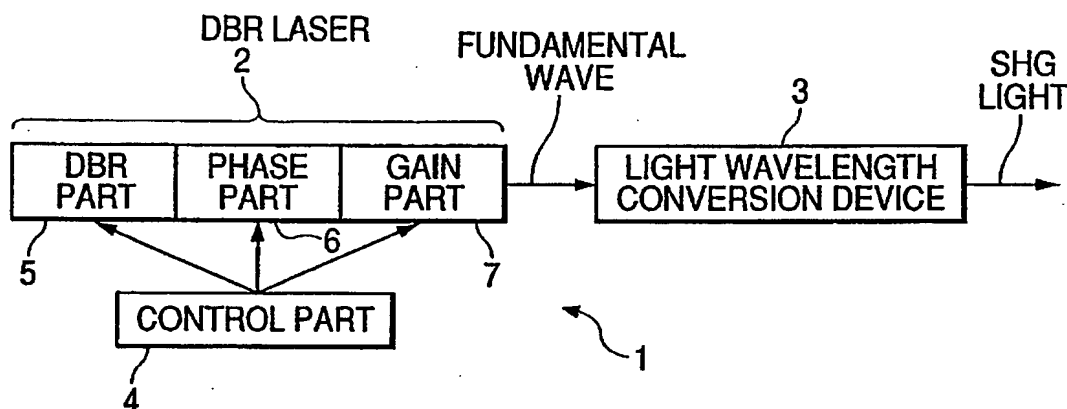 DBR LASER
2
FUNDAMENTAL
WAVE
SHG
LIGHT
3
DBR
PART
PHASE
PART
GAIN
PART
LIGHT WAVELENGTH
CONVERSION DEVICE
5
6
7
CONTROL PART
4
1